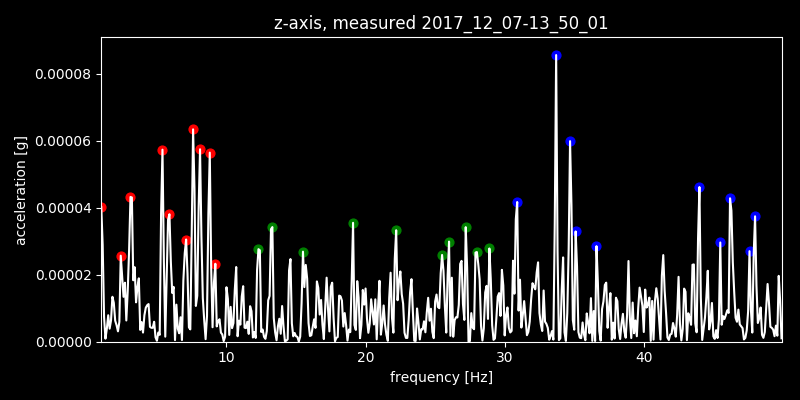 z-axis, measured 2017_12_07-13_50_01
acceleration [g]
0.00008
0.00006
0.00004
0.00002
0.00000
10 20 30 40
frequency [Hz]